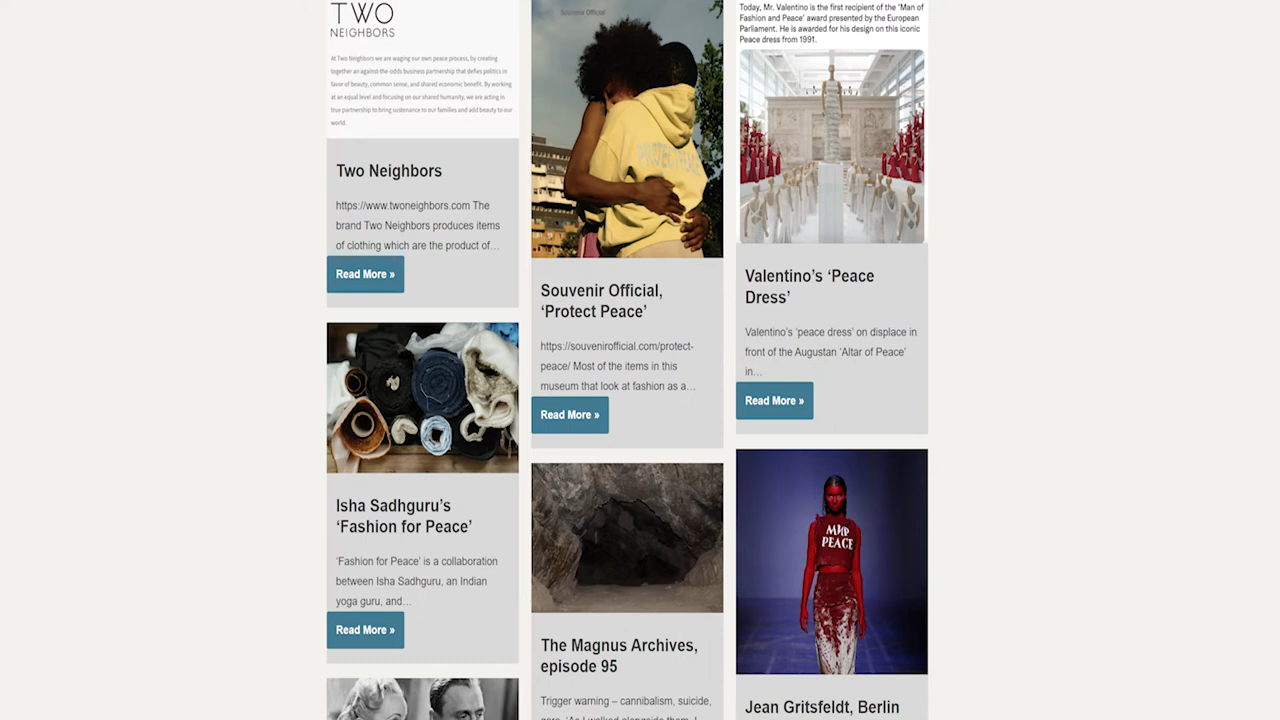 TWO
NEIGHBORS
At Two Neighbors we are waging our own peace process, by creating
together an against-the-odds business partnership that defies politics in
favor of beauty, common sense, and shared economic benefit. By working
at an equal level and focusing on our shared humanity, we are acting in
true partnership to bring sustenance to our families and add beauty to our
world.
Two Neighbors
https://www.twoneighbors.com The
brand Two Neighbors produces items
of clothing which are the product of…
Read More »
Isha Sadhguru’s
‘Fashion for Peace’
‘Fashion for Peace’ is a collaboration
between Isha Sadhguru, an Indian
yoga guru, and…
Read More »
Souvenir Official
PROTECT PEACE
Souvenir Official,
‘Protect Peace’
https://souvenirofficial.com/protect-
peace/ Most of the items in this
museum that look at fashion as a…
Read More »
The Magnus Archives,
episode 95
Trigger warning – cannibalism, suicide,
gore. ‘As I walked alongside them, I
Today, Mr. Valentino is the first recipient of the ‘Man of
Fashion and Peace’ award presented by the European
Parliament. He is awarded for his design on this iconic
Peace dress from 1991.
Valentino’s ‘Peace
Dress’
Valentino’s ‘peace dress’ on displace in
front of the Augustan ‘Altar of Peace’
in…
Read More »
МИР
PEACE
Jean Gritsfeldt, Berlin